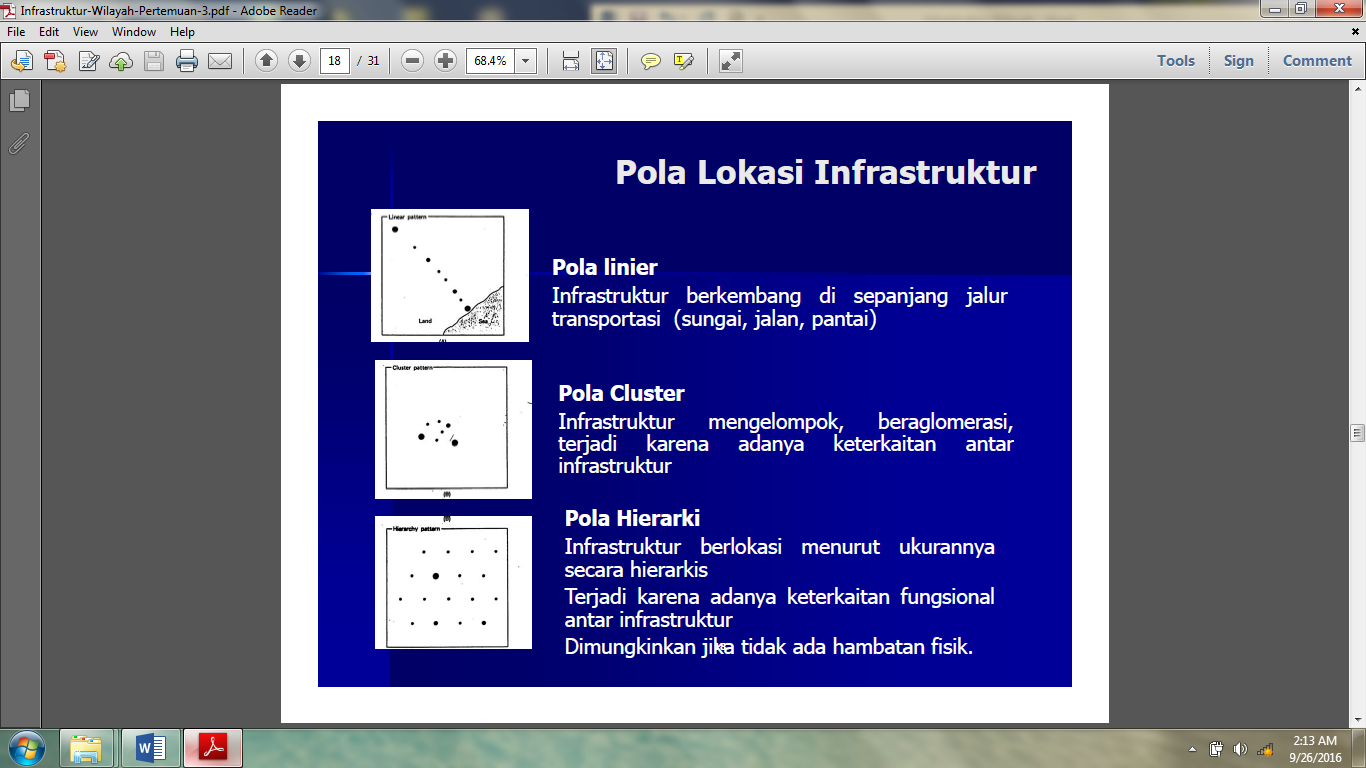 Infrastruktur-Wilayah-Pertemuan-3.pdf - Adobe Reader
File Edit View Window Help
18 / 31 68.4% Tools Sign Comment
Pola Lokasi Infrastruktur
Linear pattern
Land Sea
(A)
Pola linier
Infrastruktur berkembang di sepanjang jalur
transportasi (sungai, jalan, pantai)
Cluster pattern
(B)
Pola Cluster
Infrastruktur mengelompok, beraglomerasi,
terjadi karena adanya keterkaitan antar
infrastruktur
(B)
Hierarchy pattern
Pola Hierarki
Infrastruktur berlokasi menurut ukurannya
secara hierarkis
Terjadi karena adanya keterkaitan fungsional
antar infrastruktur
Dimungkinkan jika tidak ada hambatan fisik.
2:13 AM
9/26/2016